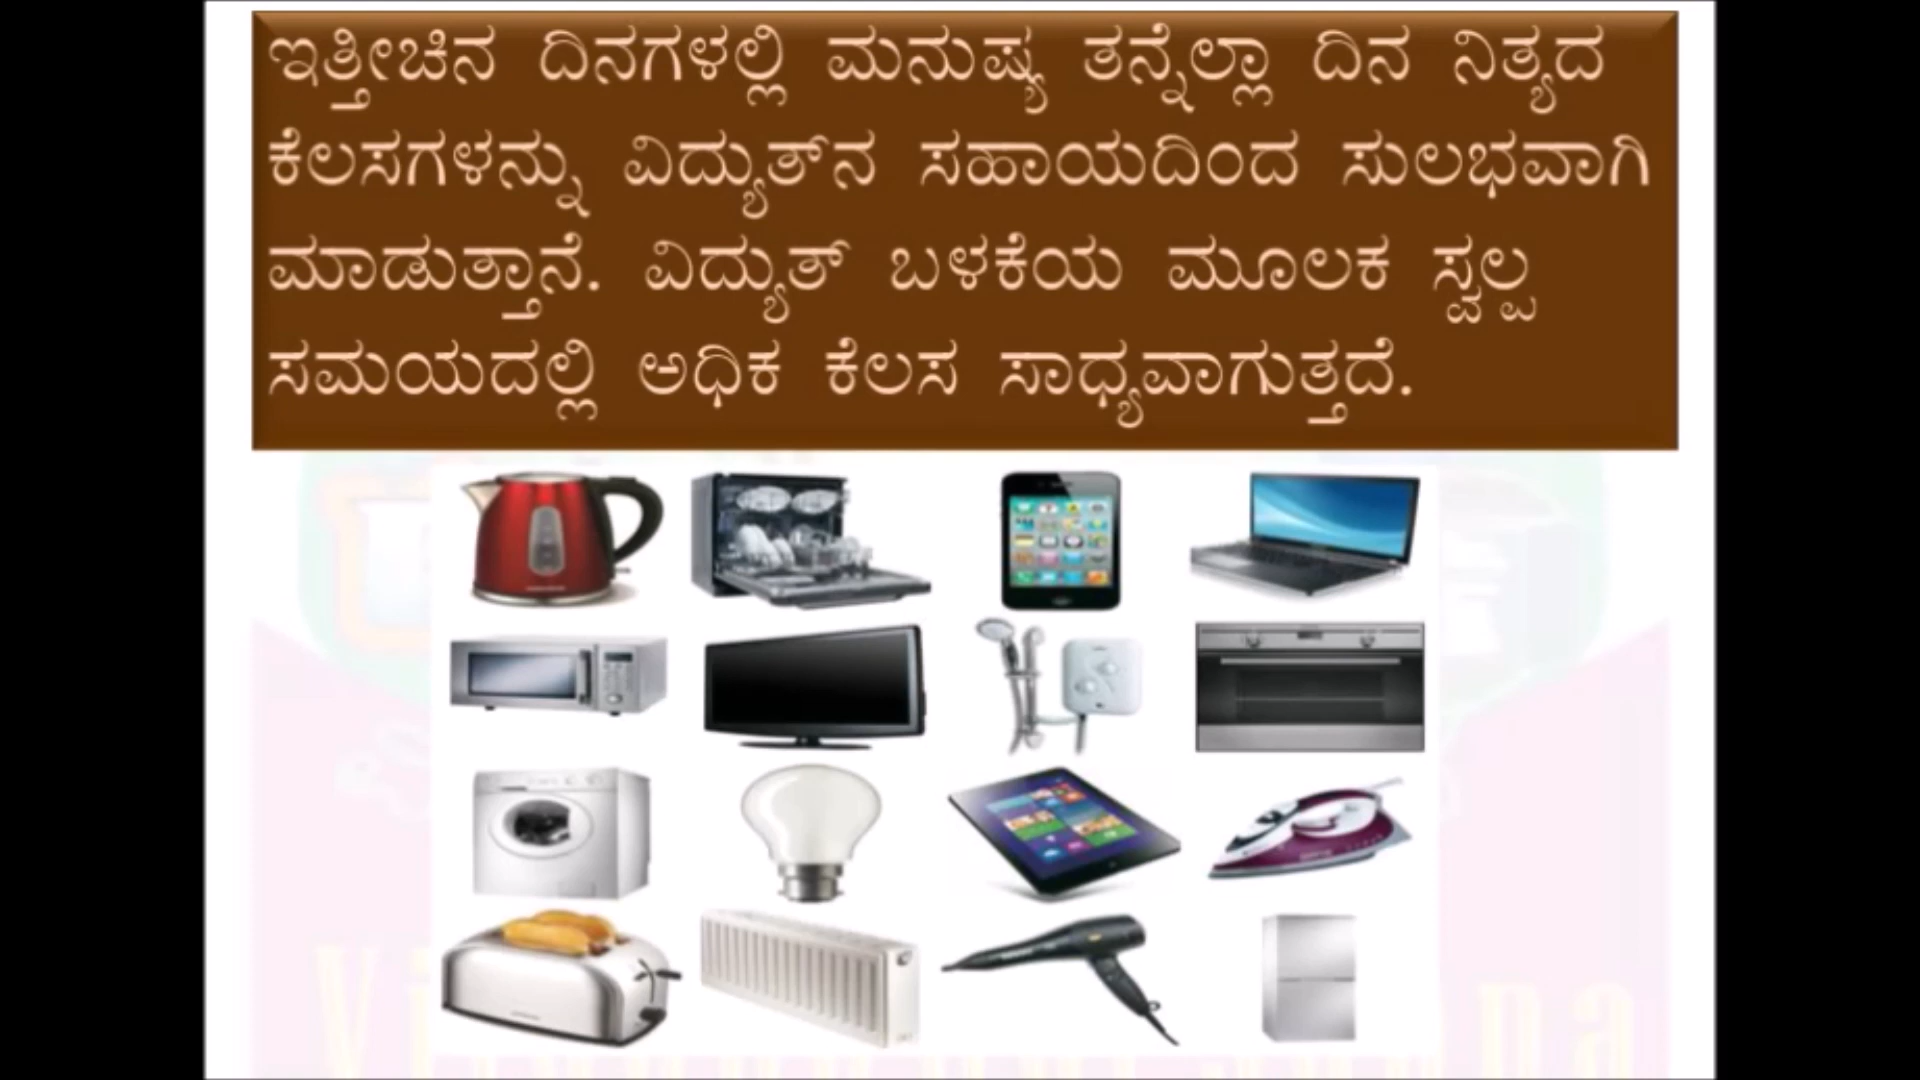 ಇತ್ತೀಚಿನ ದಿನಗಳಲ್ಲಿ ಮನುಷ್ಯ ತನ್ನೆಲ್ಲಾ ದಿನ ನಿತ್ಯದ
ಕೆಲಸಗಳನ್ನು ವಿದ್ಯುತ್‌ನ ಸಹಾಯದಿಂದ ಸುಲಭವಾಗಿ
ಮಾಡುತ್ತಾನೆ. ವಿದ್ಯುತ್ ಬಳಕೆಯ ಮೂಲಕ ಸ್ವಲ್ಪ
ಸಮಯದಲ್ಲಿ ಅಧಿಕ ಕೆಲಸ ಸಾಧ್ಯವಾಗುತ್ತದೆ.